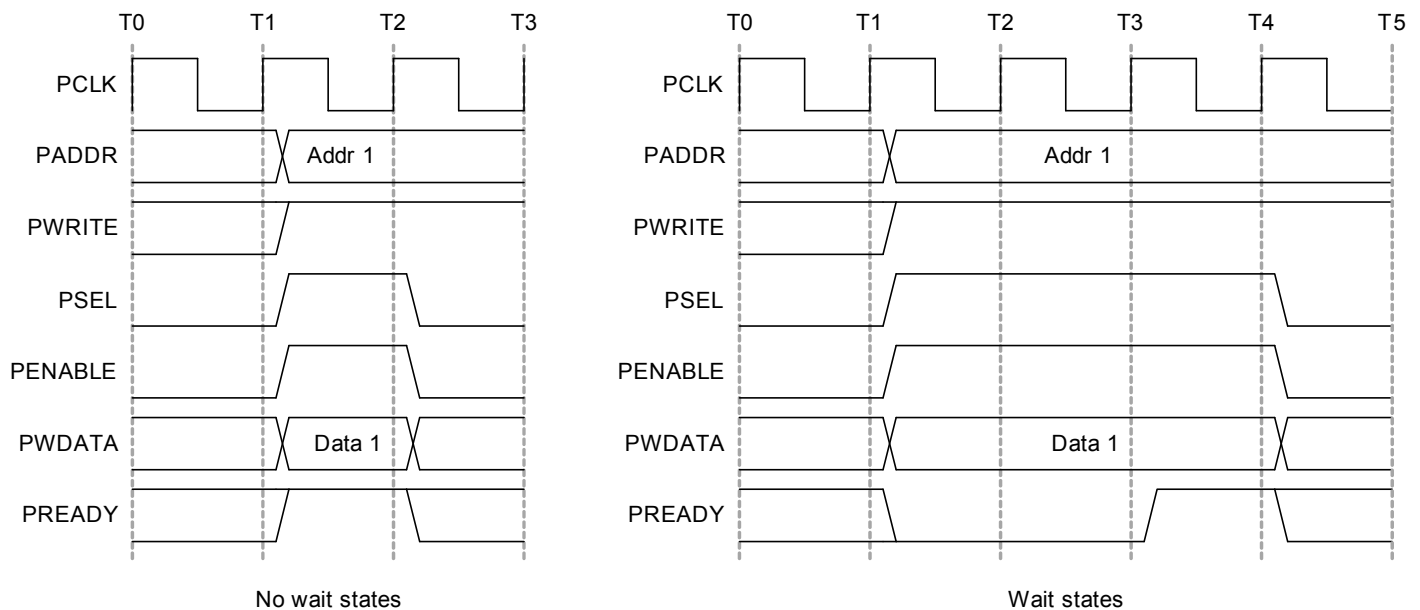 T0 T1 T2 T3
PCLK
PADDR Addr 1
PWRITE
PSEL
PENABLE
PWDATA Data 1
PREADY
No wait states
T0 T1 T2 T3 T4 T5
PCLK
PADDR Addr 1
PWRITE
PSEL
PENABLE
PWDATA Data 1
PREADY
Wait states